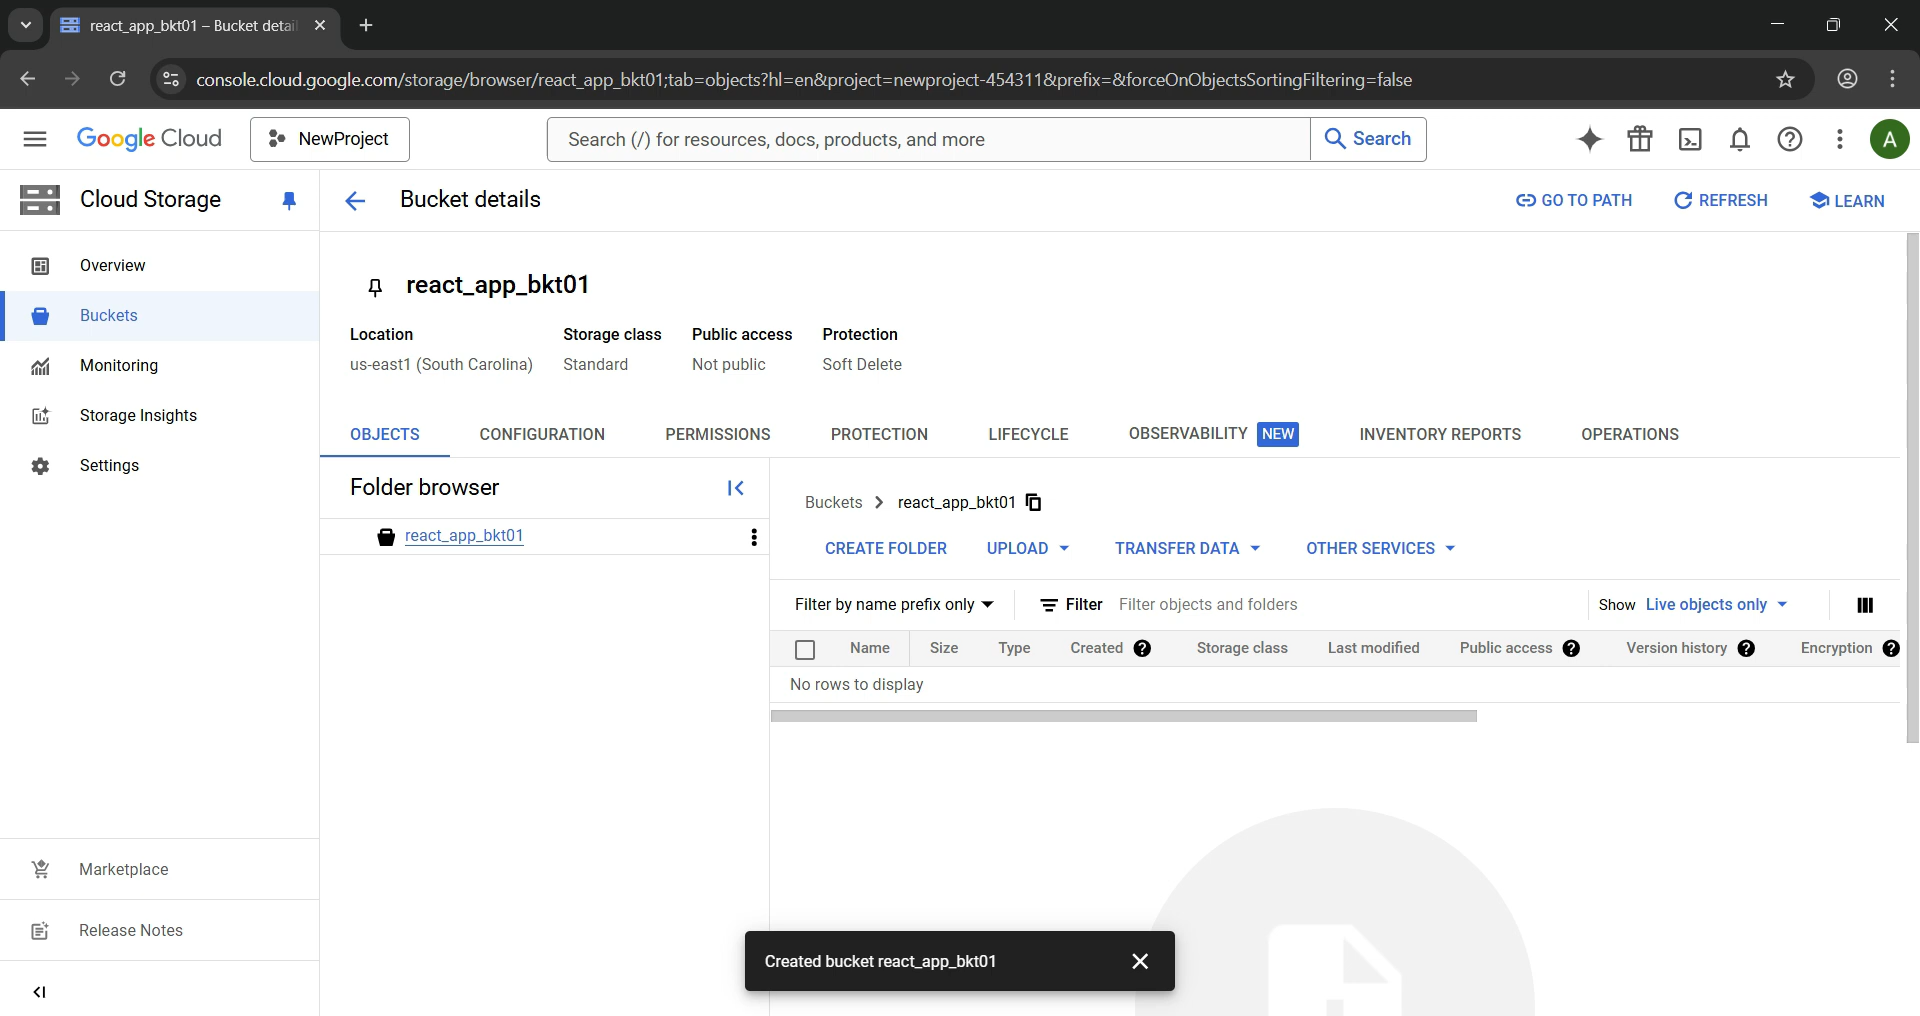 react_app_bkt01 – Bucket detai
console.cloud.google.com/storage/browser/react_app_bkt01;tab=objects?hl=en&project=newproject-454311&prefix=&forceOnObjectsSortingFiltering=false
Google Cloud
NewProject
Search (/) for resources, docs, products, and more
Search
A
Cloud Storage
Bucket details
GO TO PATH
REFRESH
LEARN
Overview
Buckets
Monitoring
Storage Insights
Settings
Marketplace
Release Notes
react_app_bkt01
Location Storage class Public access Protection
us-east1 (South Carolina) Standard Not public Soft Delete
OBJECTS CONFIGURATION PERMISSIONS PROTECTION LIFECYCLE OBSERVABILITY NEW INVENTORY REPORTS OPERATIONS
Folder browser
react_app_bkt01
Buckets > react_app_bkt01
CREATE FOLDER UPLOAD TRANSFER DATA OTHER SERVICES
Filter by name prefix only Filter Filter objects and folders Show Live objects only
Name Size Type Created ? Storage class Last modified Public access ? Version history ? Encryption ?
No rows to display
Created bucket react_app_bkt01